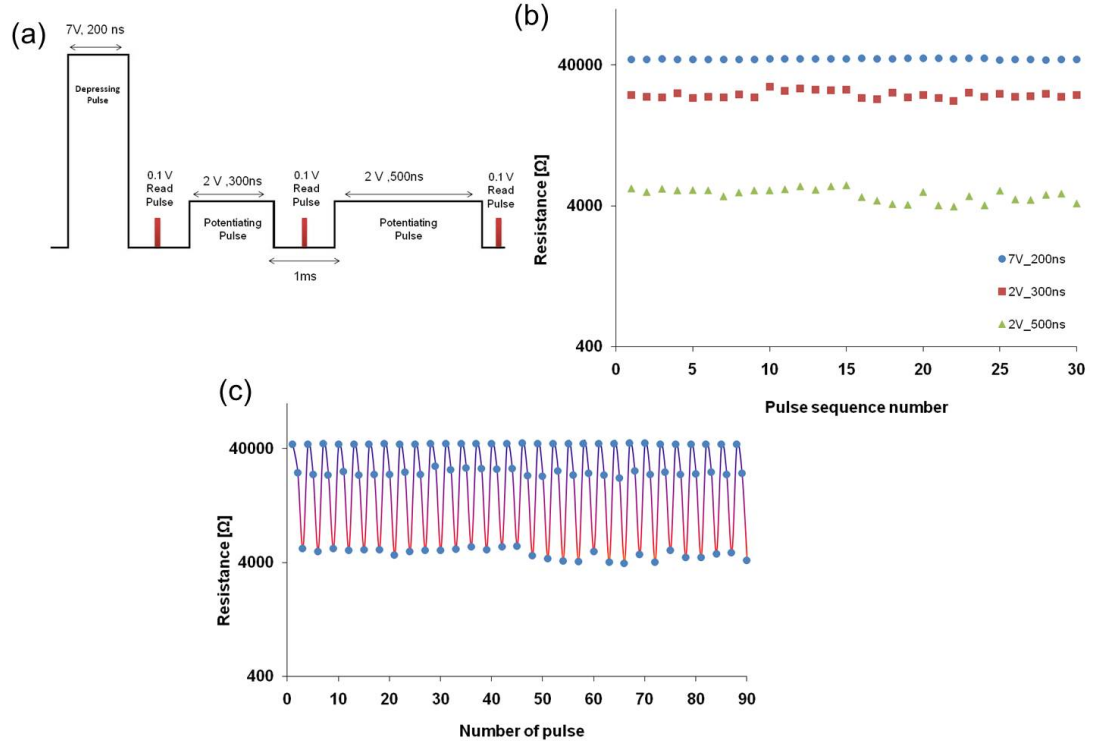 (a)
7V, 200 ns
Depressing
Pulse
0.1 V
Read
Pulse
2 V ,300ns
Potentiating
Pulse
0.1 V
Read
Pulse
1ms
2 V ,500ns
Potentiating
Pulse
0.1 V
Read
Pulse
(b)
Resistance [Ω]
40000
4000
400
0 5 10 15 20 25 30
Pulse sequence number
7V_200ns
2V_300ns
2V_500ns
(c)
Resistance [Ω]
40000
4000
400
0 10 20 30 40 50 60 70 80 90
Number of pulse